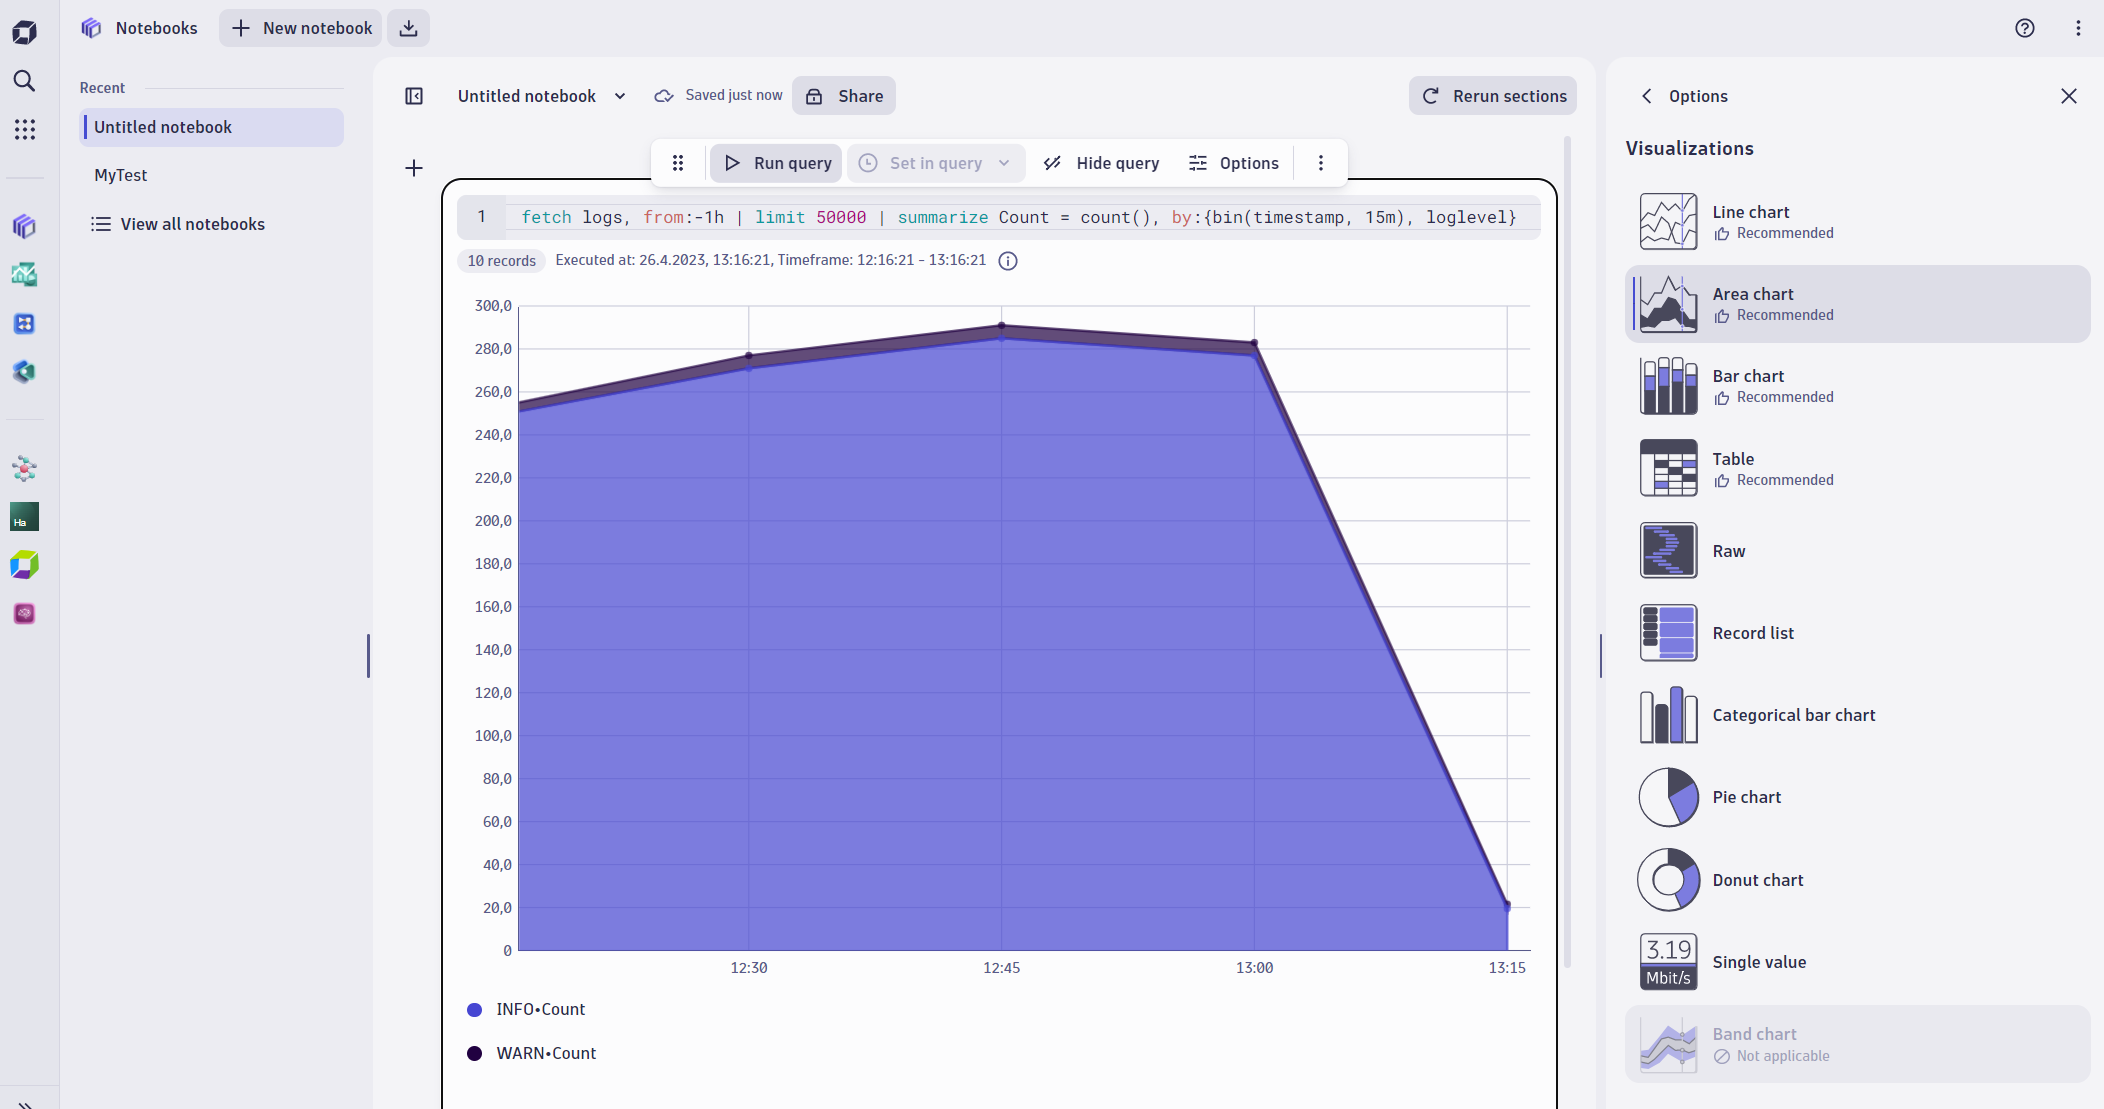 Notebooks
New notebook
Recent
Untitled notebook
MyTest
View all notebooks
Untitled notebook
Saved just now
Share
Rerun sections
Run query
Set in query
Hide query
Options
1
fetch logs, from:-1h | limit 50000 | summarize Count = count(), by:{bin(timestamp, 15m), loglevel}
10 records
Executed at: 26.4.2023, 13:16:21, Timeframe: 12:16:21 - 13:16:21
300,0
280,0
260,0
240,0
220,0
200,0
180,0
160,0
140,0
120,0
100,0
80,0
60,0
40,0
20,0
0
12:30
12:45
13:00
13:15
INFO•Count
WARN•Count
Options
Visualizations
Line chart
Recommended
Area chart
Recommended
Bar chart
Recommended
Table
Recommended
Raw
Record list
Categorical bar chart
Pie chart
Donut chart
3.19
Mbit/s
Single value
Band chart
Not applicable
Ha